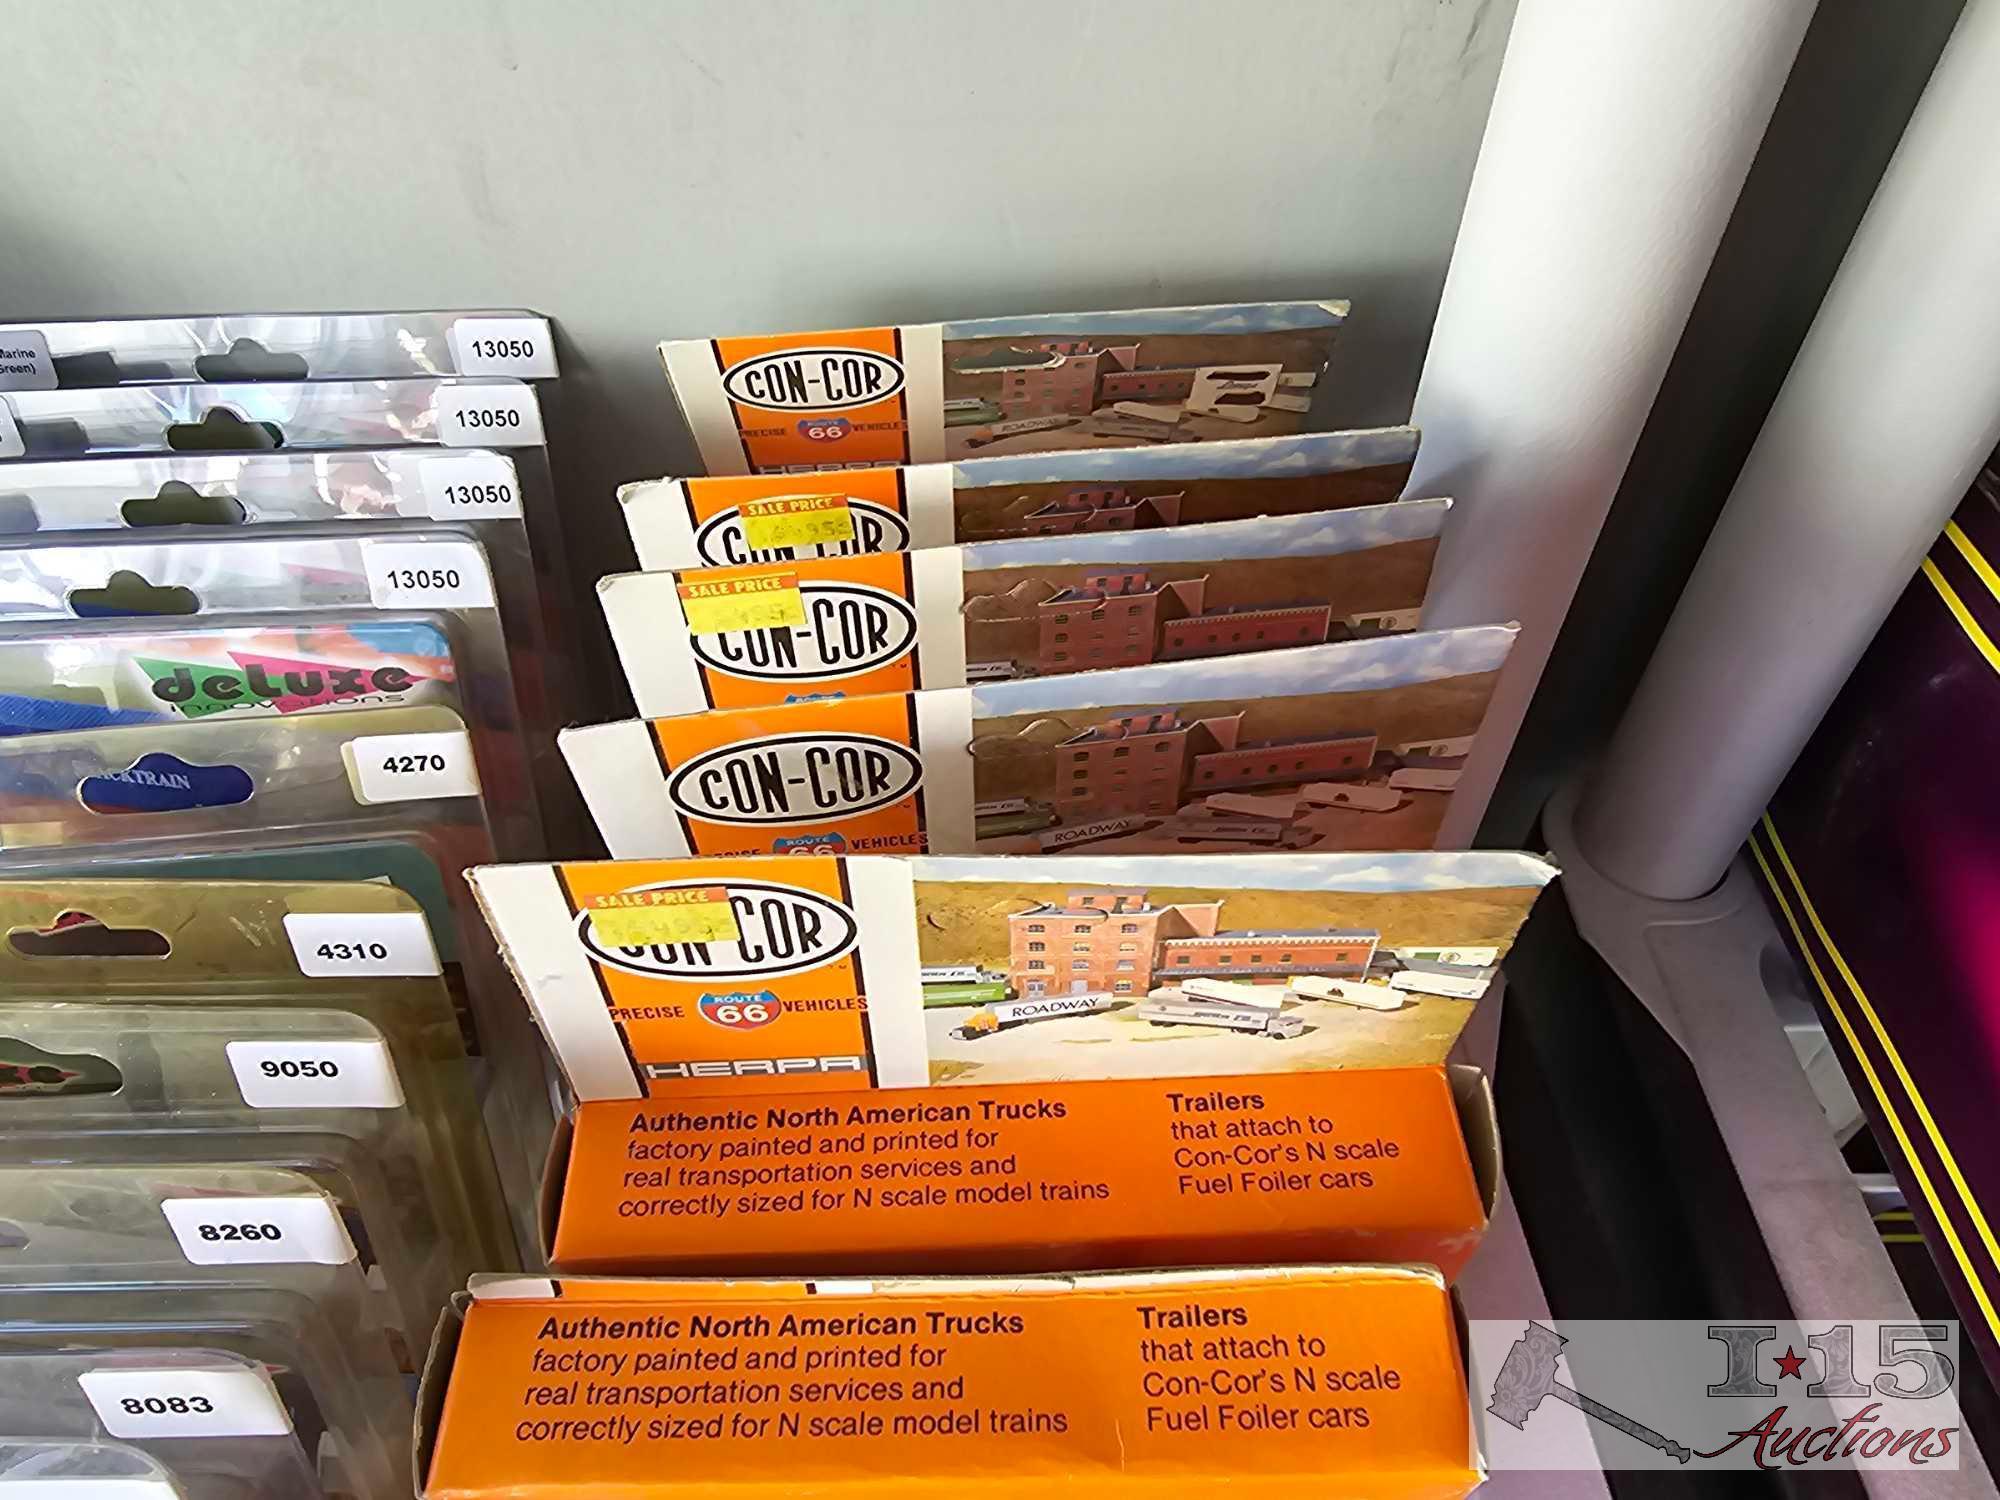 Marine
Green)
13050
13050
13050
13050
deLuxe
INNOVATIONS
4270
CKTRAIN
4310
9050
8260
8083
CON-COR
PRECISE ROUTE 66 VEHICLES
HERPA
SALE PRICE
SALE PRICE
CON-COR
CON-COR
ROUTE 66 VEHICLES
ROADWAY
SALE PRICE
COR
PRECISE ROUTE 66 VEHICLES
HERPA
ROADWAY
Authentic North American Trucks
factory painted and printed for
real transportation services and
correctly sized for N scale model trains
Trailers
that attach to
Con-Cor's N scale
Fuel Foiler cars
Authentic North American Trucks
factory painted and printed for
real transportation services and
correctly sized for N scale model trains
Trailers
that attach to
Con-Cor's N scale
Fuel Foiler cars
I-15
Auctions